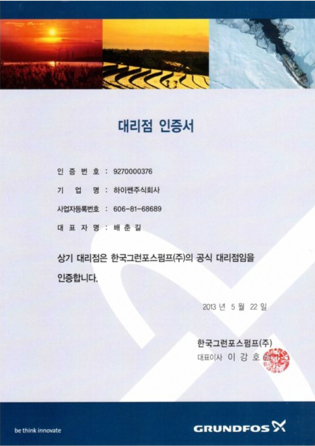 대리점 인증서
인 증 번 호 : 9270000376
기 업 명 : 하이쎈주식회사
사업자등록번호 : 606-81-68689
대 표 자 명 : 배 춘 길
상기 대리점은 한국그런포스펌프(주)의 공식 대리점임을
인증합니다.
2013 년 5 월 22 일
한국그런포스펌프(주)
대표이사 이 강 호
be think innovate
GRUNDFOS